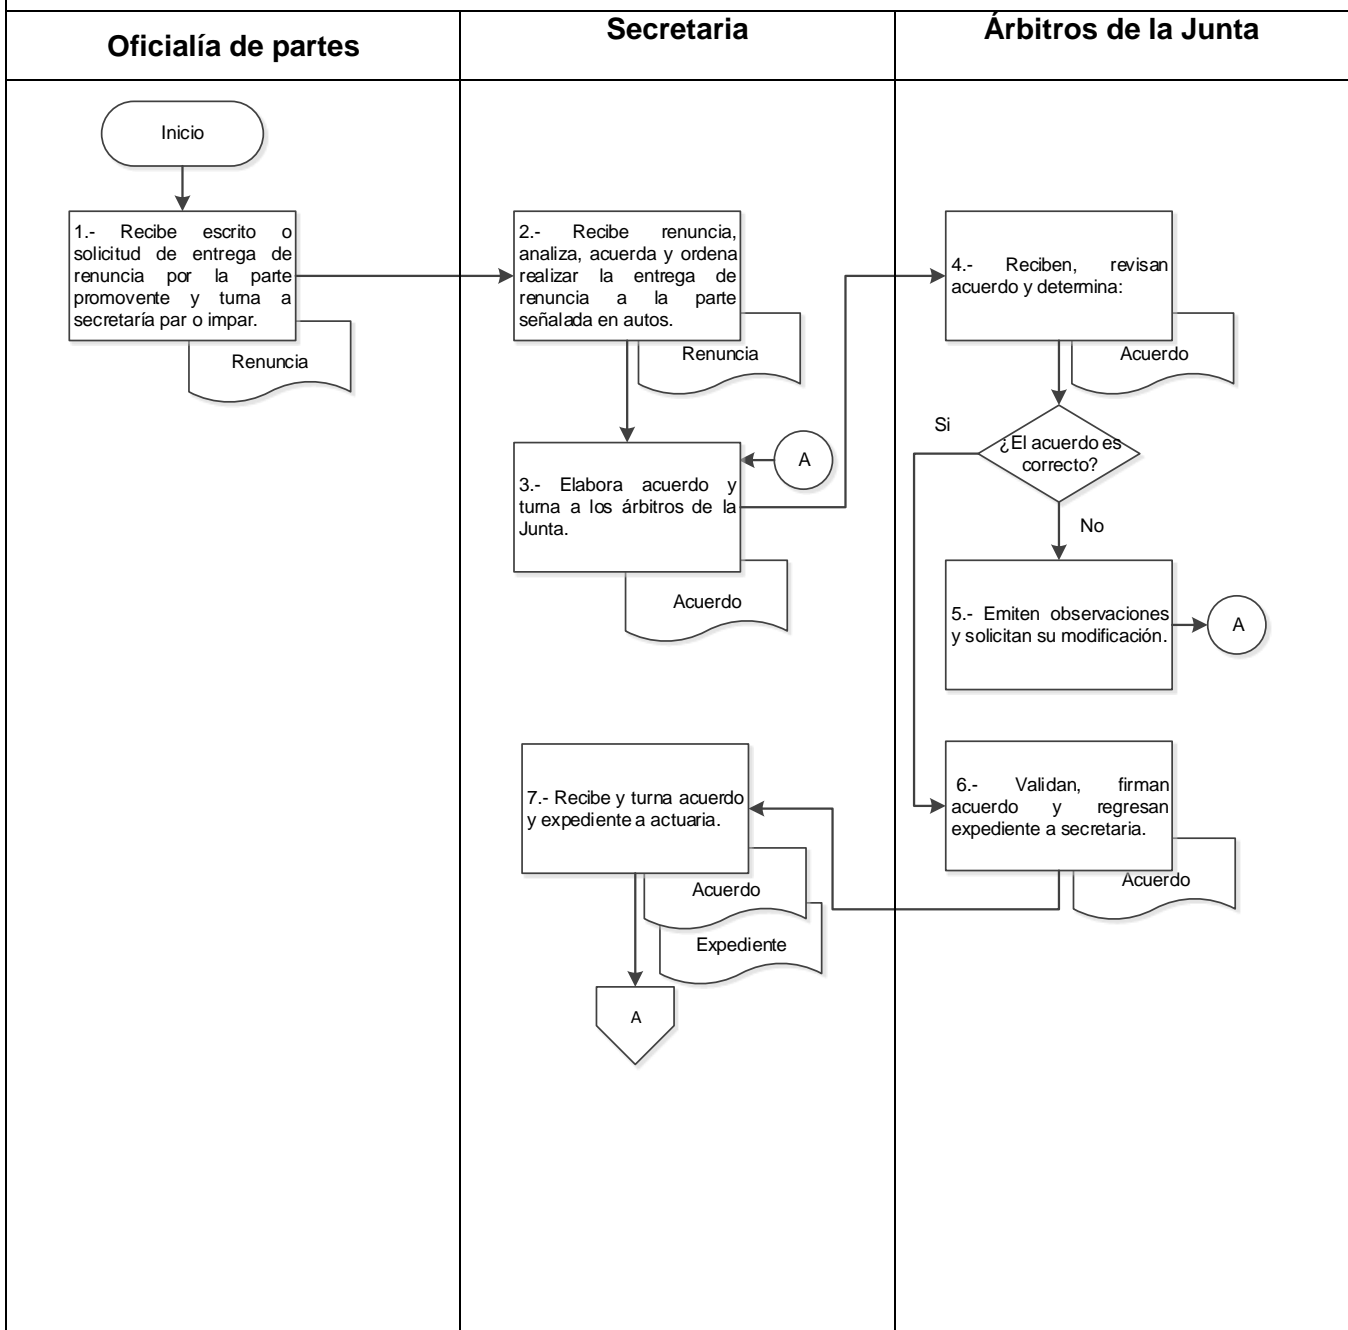 Oficialía de partes
Secretaria
Árbitros de la Junta
Inicio
1.- Recibe escrito o
solicitud de entrega de
renuncia por la parte
promovente y turna a
secretaría par o impar.
Renuncia
2.- Recibe renuncia,
analiza, acuerda y ordena
realizar la entrega de
renuncia a la parte
señalada en autos.
Renuncia
3.- Elabora acuerdo y
turna a los árbitros de la
Junta.
A
Acuerdo
4.- Reciben, revisan
acuerdo y determina:
Acuerdo
Si
¿El acuerdo es
correcto?
No
5.- Emiten observaciones
y solicitan su modificación.
A
6.- Validan, firman
acuerdo y regresan
expediente a secretaria.
Acuerdo
7.- Recibe y turna acuerdo
y expediente a actuaria.
Acuerdo
Expediente
A